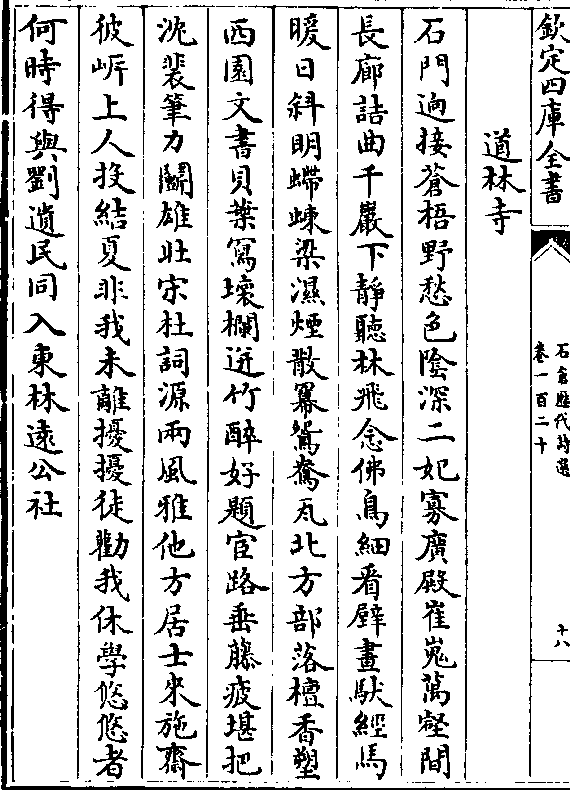 欽定四庫全書
石倉歷代詩選
卷一百二十
十八
道林寺
石門逈接蒼梧野愁色陰深二妃寡廣殿崔嵬萬壑間
長廊詰曲千巖下靜聽林飛念佛鳥細看壁畫馱經馬
暖日斜明螮蝀梁濕煙散羃鴛鴦瓦北方部落檀香塑
西國文書貝葉寫壞欄迸竹醉好題窄路垂藤疲堪把
沈裴筆力鬬雄壯宋杜詞源兩風雅他方居士來施齋
彼岸上人投結夏非我未離擾擾徒勸我休學悠悠者
何時得與劉遺民同入東林遠公社